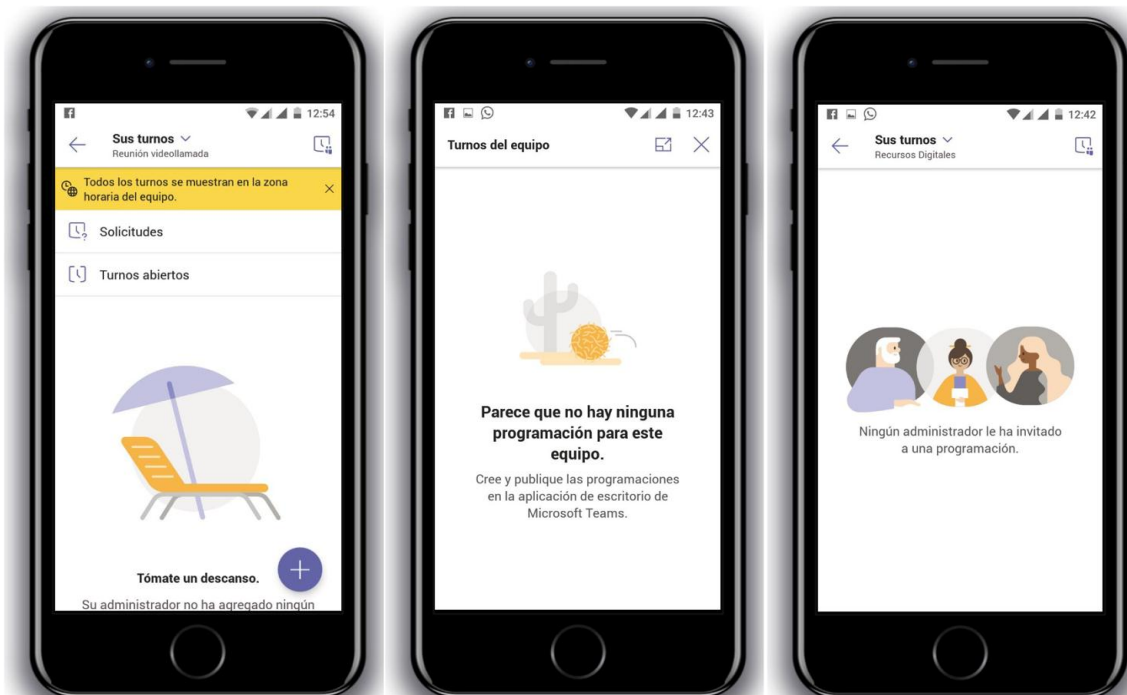 12:54
Sus turnos
Reunión videollamada
Todos los turnos se muestran en la zona
horaria del equipo.
Solicitudes
Turnos abiertos
Tómate un descanso.
Su administrador no ha agregado ningún
12:43
Turnos del equipo
Parece que no hay ninguna
programación para este
equipo.
Cree y publique las programaciones
en la aplicación de escritorio de
Microsoft Teams.
12:42
Sus turnos
Recursos Digitales
Ningún administrador le ha invitado
a una programación.